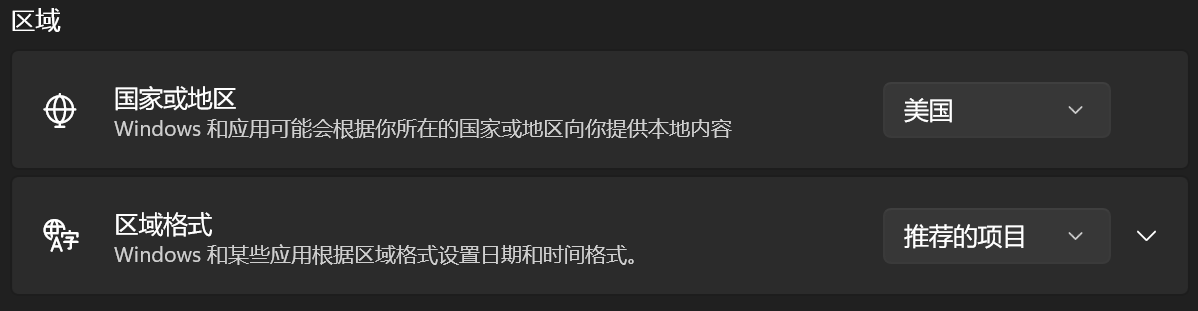 区域
国家或地区
Windows 和应用可能会根据你所在的国家或地区向你提供本地内容
美国
区域格式
Windows 和某些应用根据区域格式设置日期和时间格式。
推荐的项目